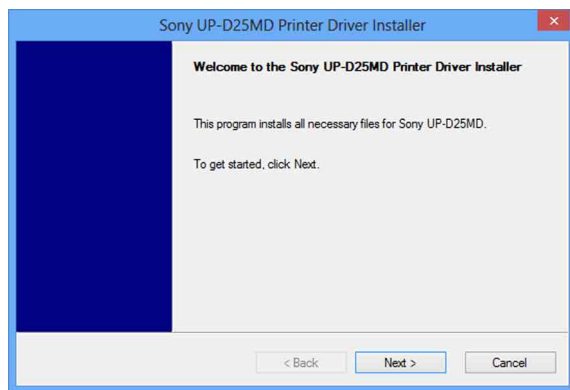 Sony UP-D25MD Printer Driver Installer
Welcome to the Sony UP-D25MD Printer Driver Installer
This program installs all necessary files for Sony UP-D25MD.
To get started, click Next.
< Back
Next >
Cancel